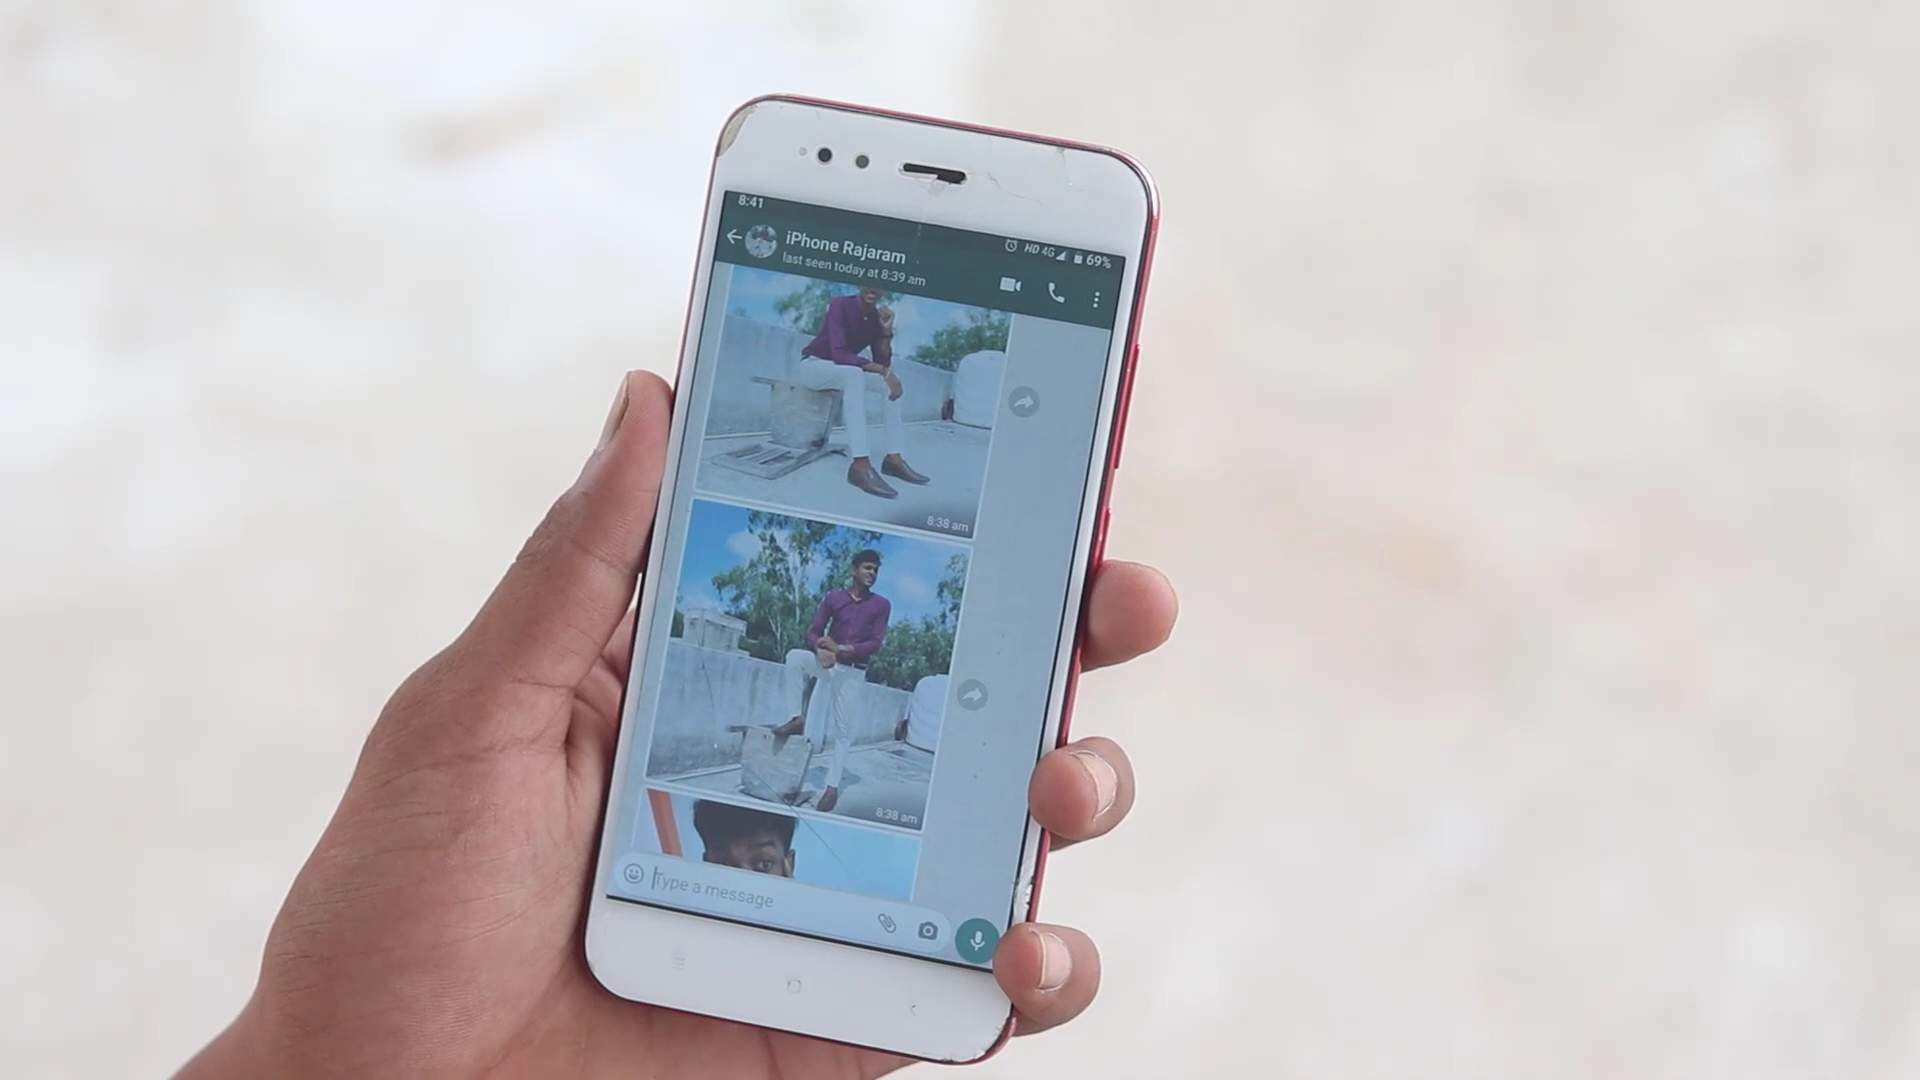 8:41
HD 4G 69%
iPhone Rajaram
last seen today at 8:39 am
8:38 am
8:38 am
Type a message